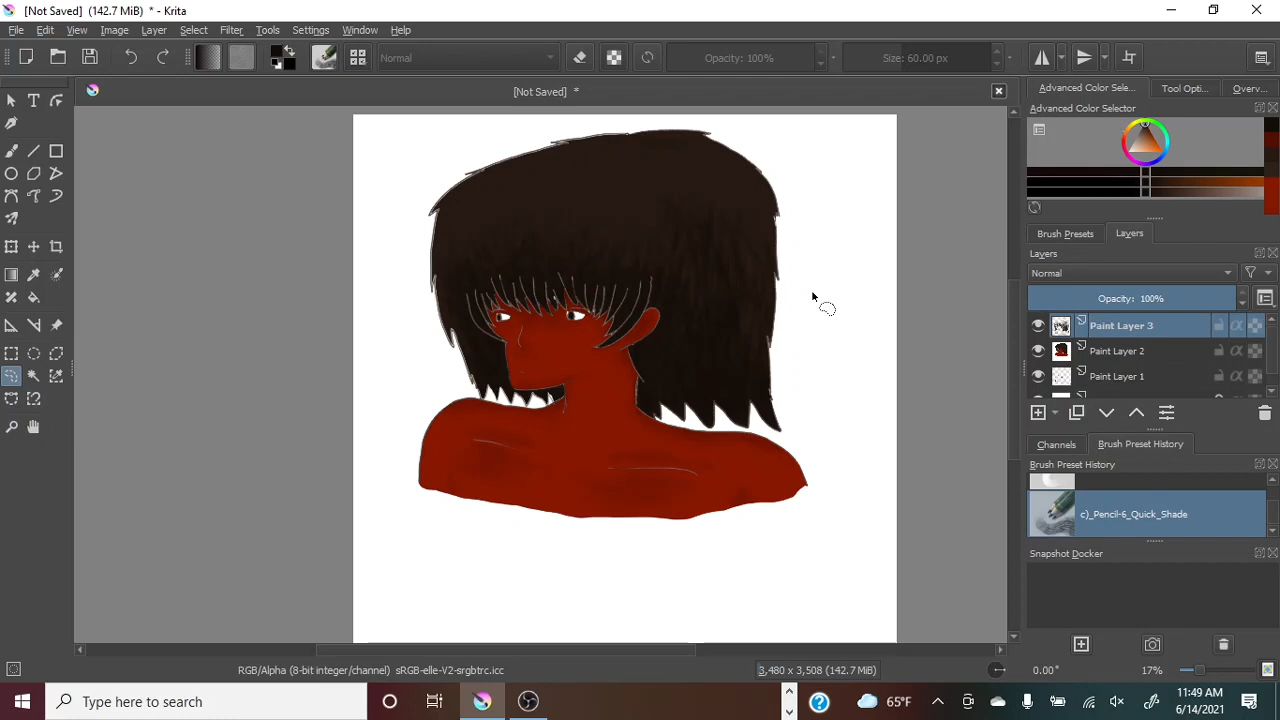 [Not Saved] (142.7 MiB) * - Krita
File Edit View Image Layer Select Filter Tools Settings Window Help
Normal Opacity: 100% Size: 60.00 px
[Not Saved] *
Advanced Color Sele... Tool Opti... Overv...
Advanced Color Selector
Brush Presets Layers
Layers
Normal
Opacity: 100%
Paint Layer 3
Paint Layer 2
Paint Layer 1
Channels Brush Preset History
Brush Preset History
c)_Pencil-6_Quick_Shade
Snapshot Docker
RGB/Alpha (8-bit integer/channel) sRGB-elle-V2-srgbtrc.icc 3,480 x 3,508 (142.7 MiB) 0.00° 17%
Type here to search 65°F 11:49 AM
6/14/2021